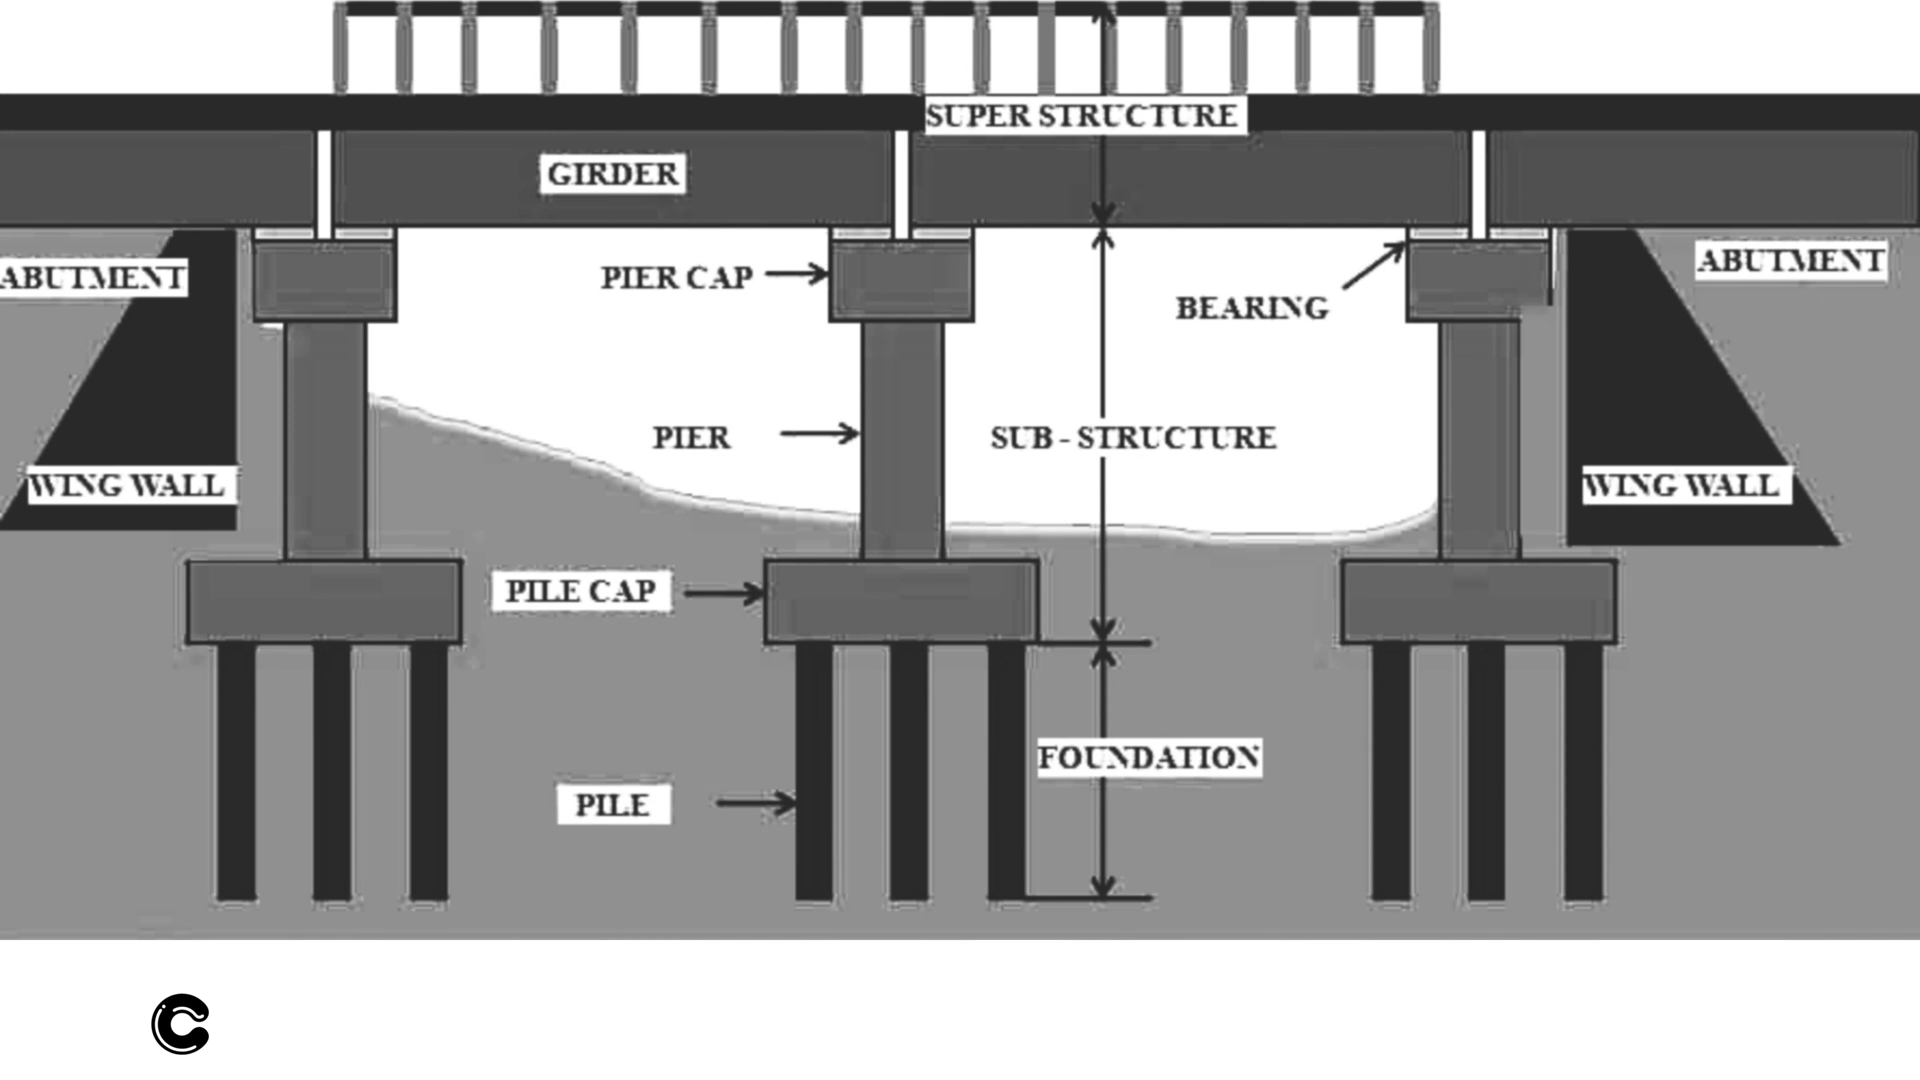 SUPER STRUCTURE
GIRDER
ABUTMENT
PIER CAP
BEARING
ABUTMENT
PIER
SUB - STRUCTURE
WING WALL
WING WALL
PILE CAP
FOUNDATION
PILE
C